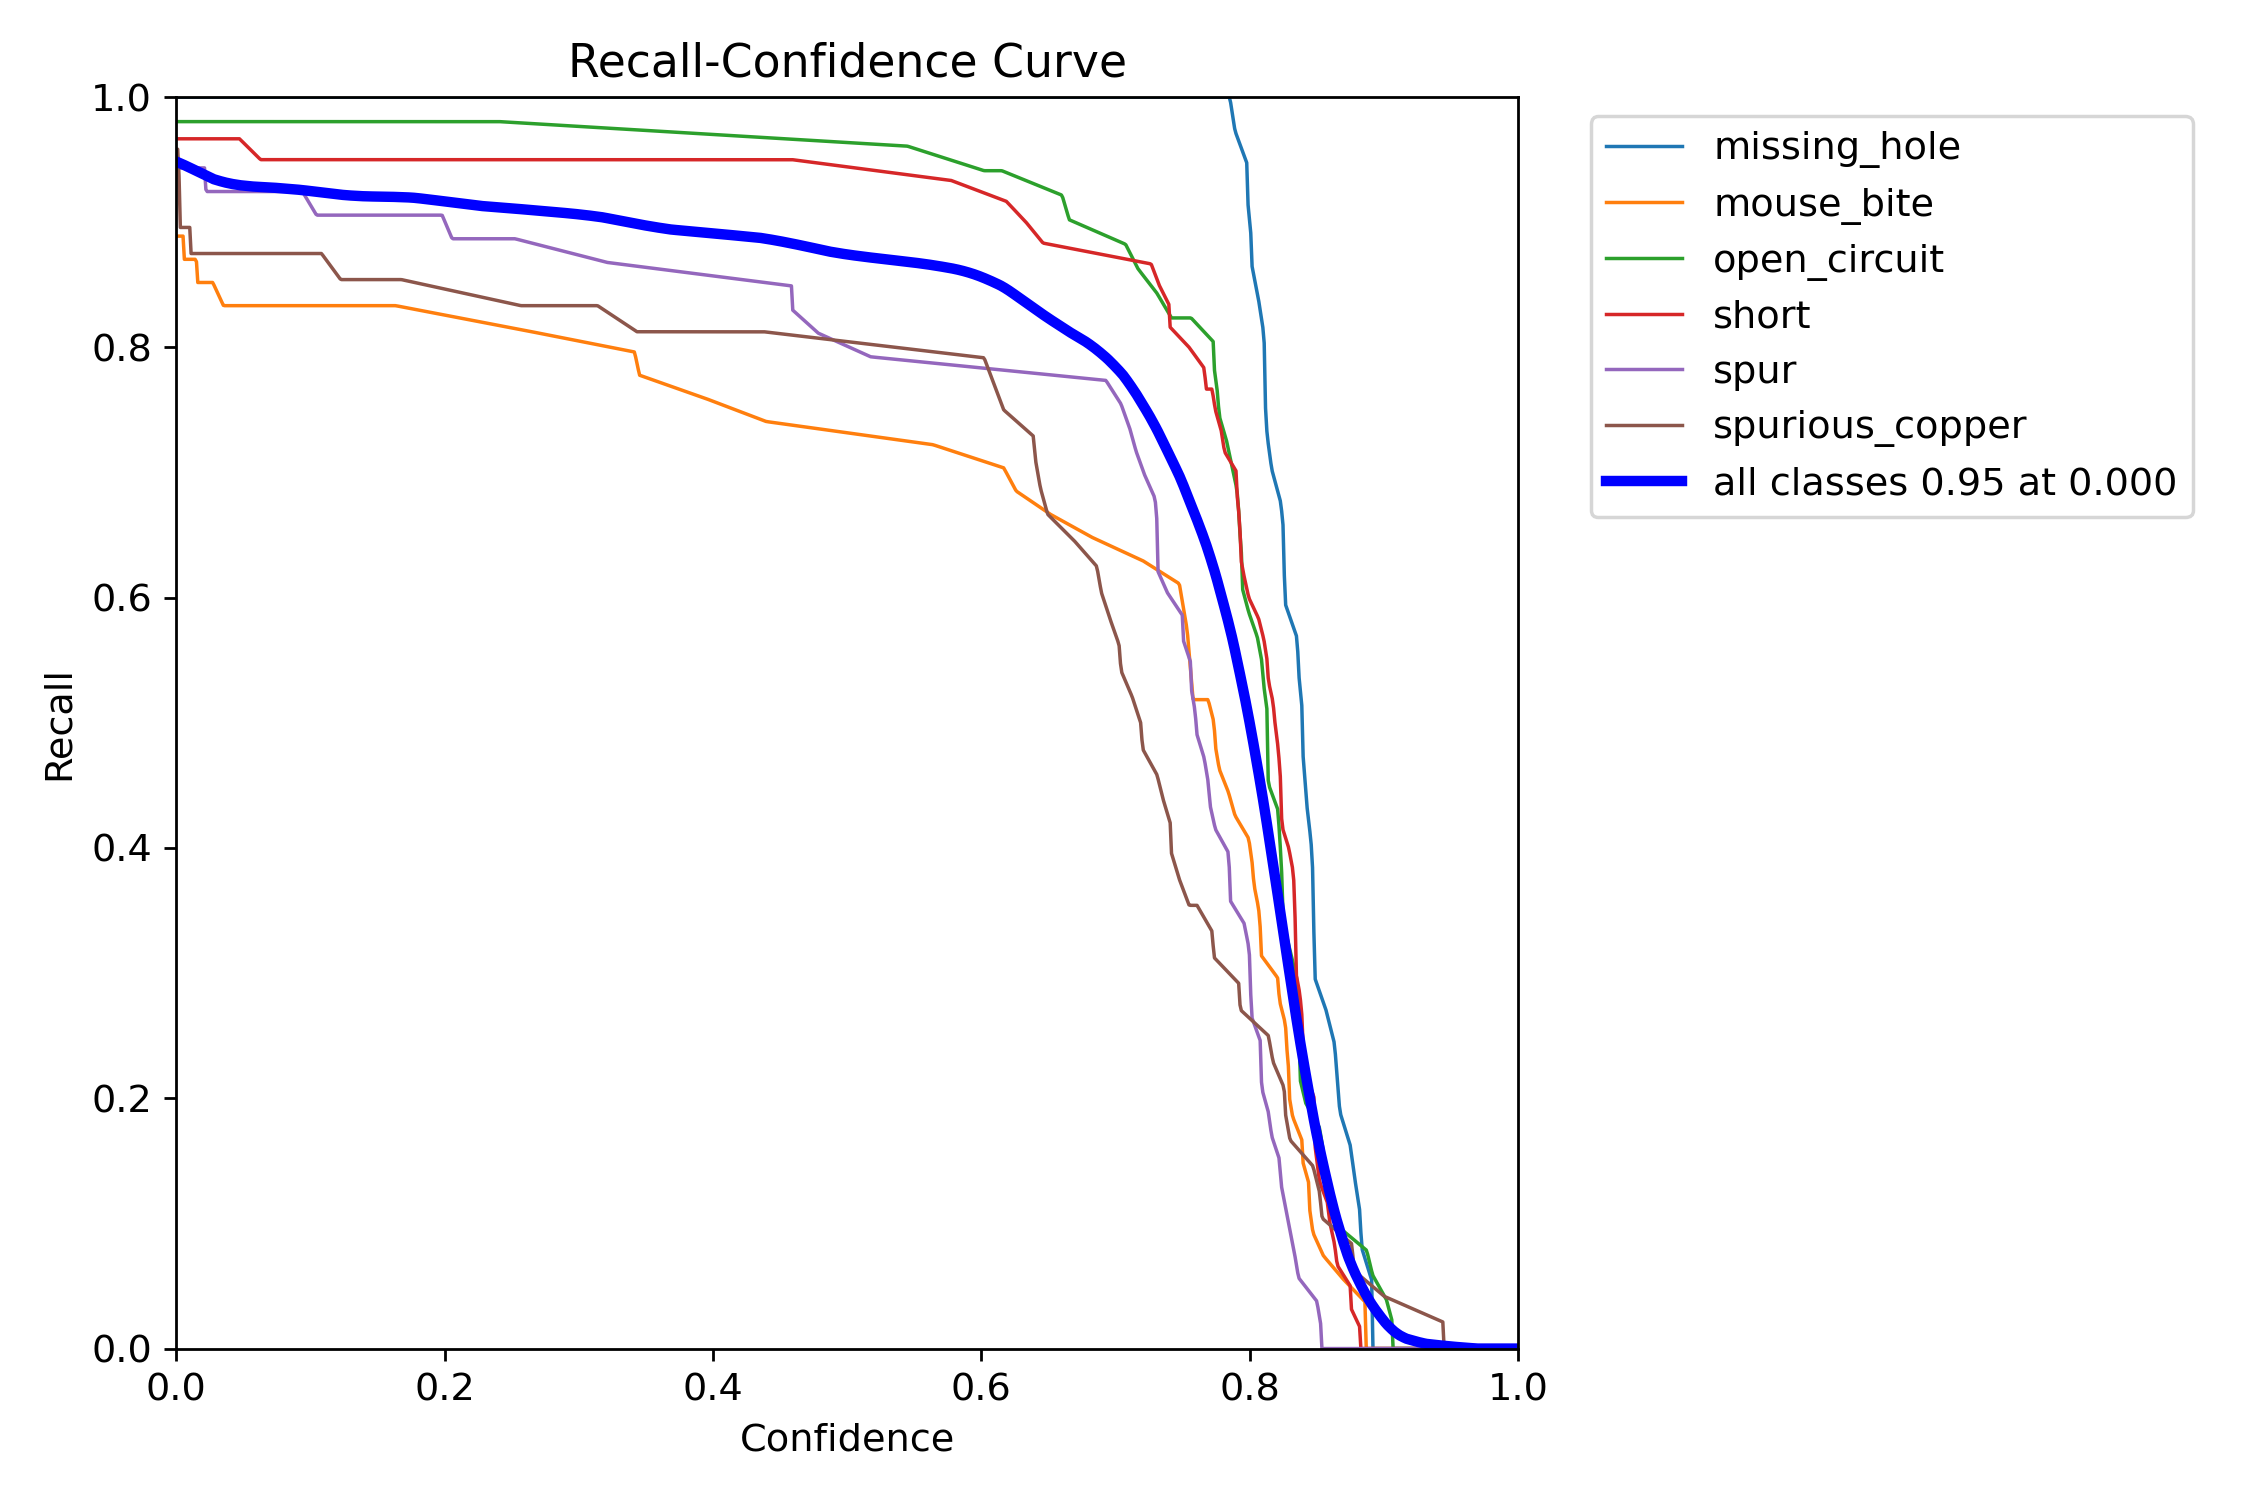 Recall-Confidence Curve
1.0
0.8
0.6
0.4
0.2
0.0
Recall
0.0 0.2 0.4 0.6 0.8 1.0
Confidence
missing_hole
mouse_bite
open_circuit
short
spur
spurious_copper
all classes 0.95 at 0.000